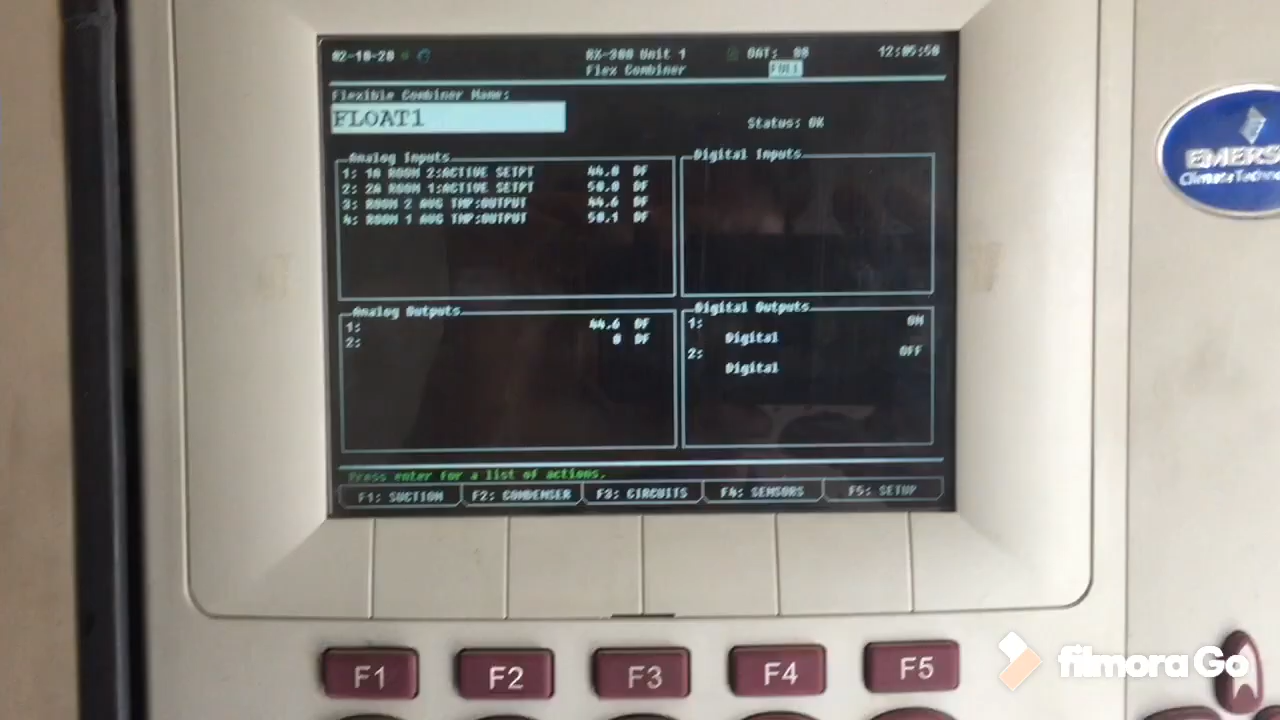 02-10-20
RX-300 Unit 1
OAT: 80
12:05:50
Flex Combiner
FULL
Flexible Combiner Name:
FLOAT1
Status: OK
Analog Inputs
1: 1A ROOM 2:ACTIVE SETPT 44.0 DF
2: 2A ROOM 1:ACTIVE SETPT 50.0 DF
3: ROOM 2 AVG TMP:OUTPUT 44.6 DF
4: ROOM 1 AVG TMP:OUTPUT 50.1 DF
Digital Inputs
Analog Outputs
1: 44.6 DF
2: 0 DF
Digital Outputs
1: ON
Digital
2: OFF
Digital
Press enter for a list of actions.
F1: SUCTION F2: CONDENSER F3: CIRCUITS F4: SENSORS F5: SETUP
F1 F2 F3 F4 F5
filmora Go